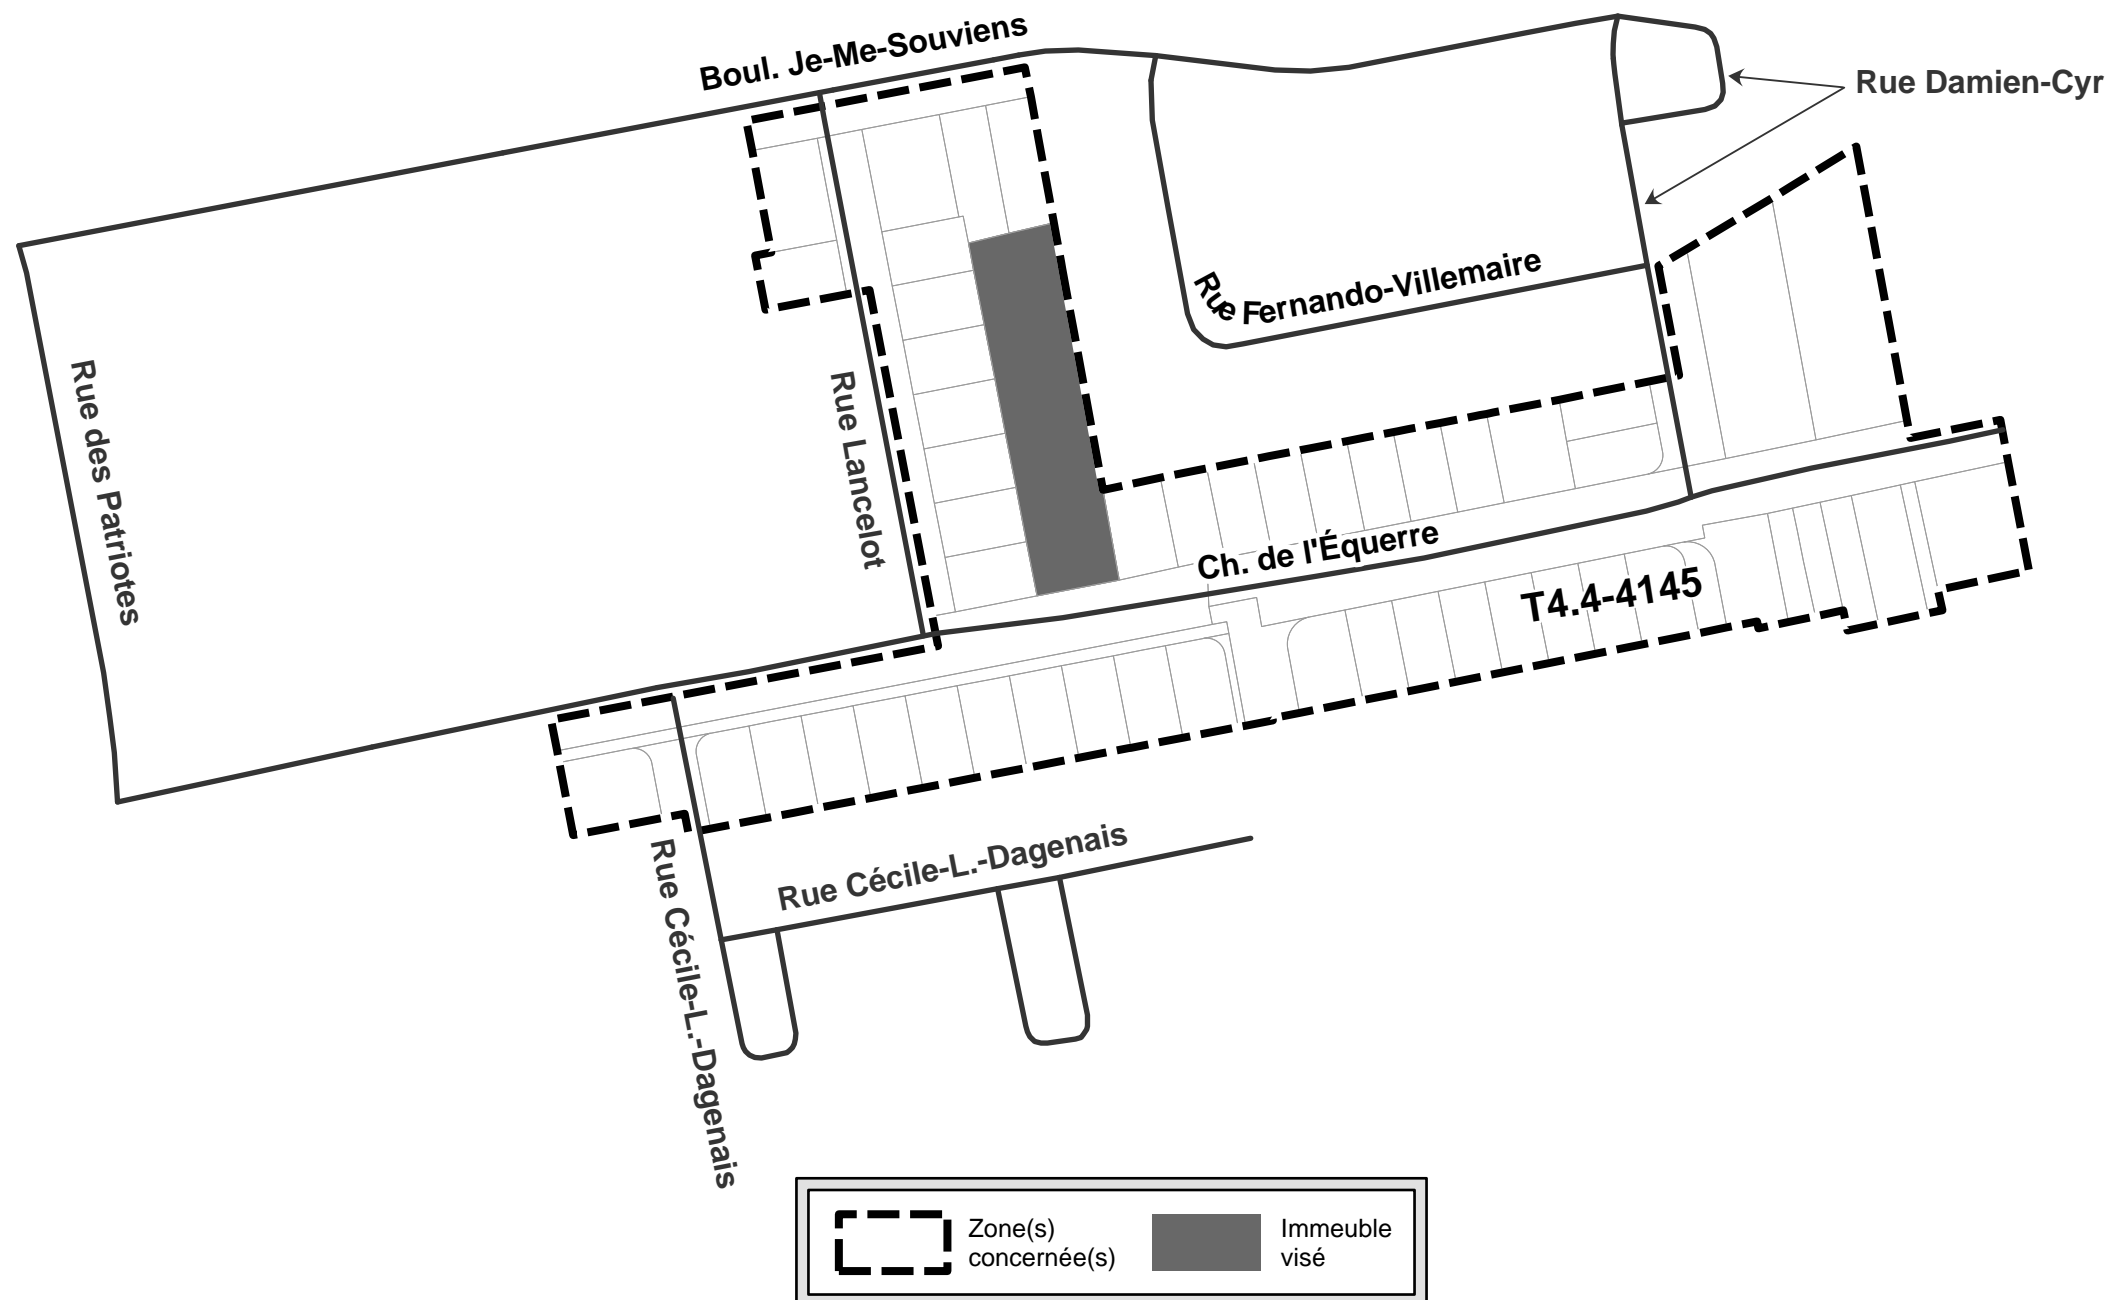 Boul. Je-Me-Souviens
Rue Damien-Cyr
Rue Fernando-Villemaire
Rue des Patriotes
Rue Lancelot
Ch. de l'Équerre
T4.4-4145
Rue Cécile-L.-Dagenais
Rue Cécile-L.-Dagenais
Zone(s)
concernée(s)
Immeuble
visé